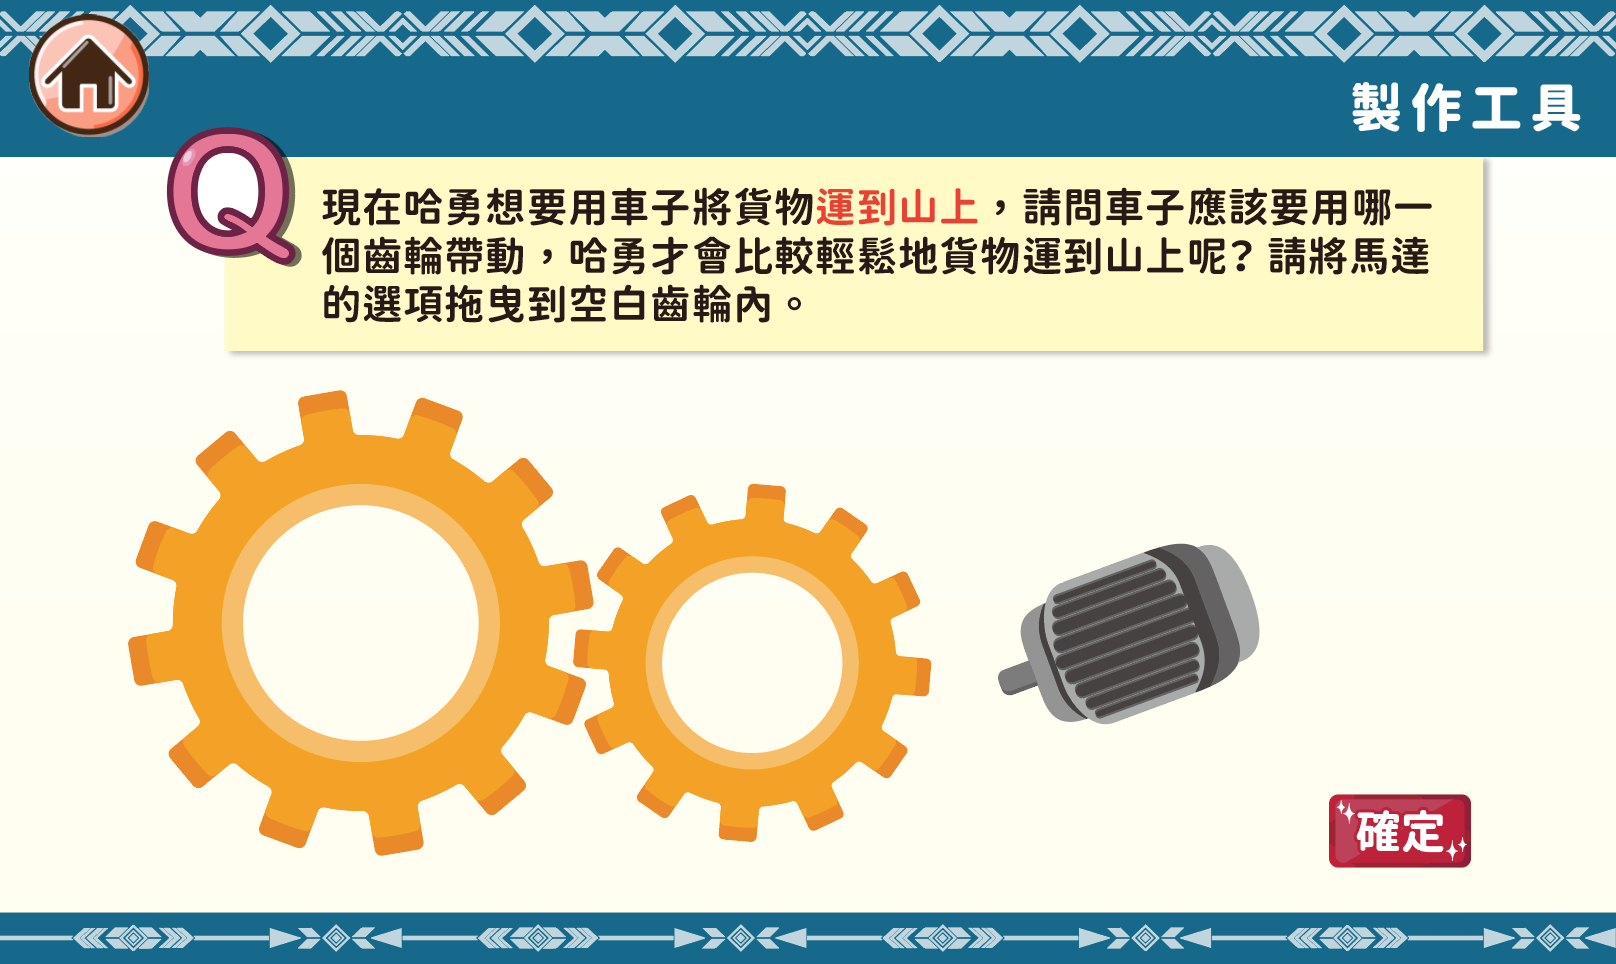 製作工具
Q
現在哈勇想要用車子將貨物運到山上，請問車子應該要用哪一
個齒輪帶動，哈勇才會比較輕鬆地貨物運到山上呢？請將馬達
的選項拖曳到空白齒輪內。
確定